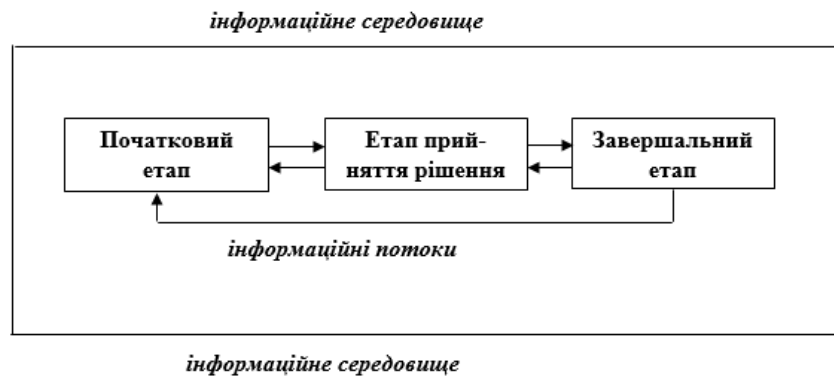 інформаційне середовище
Початковий
етап
Етап прий-
няття рішення
Завершальний
етап
інформаційні потоки
інформаційне середовище